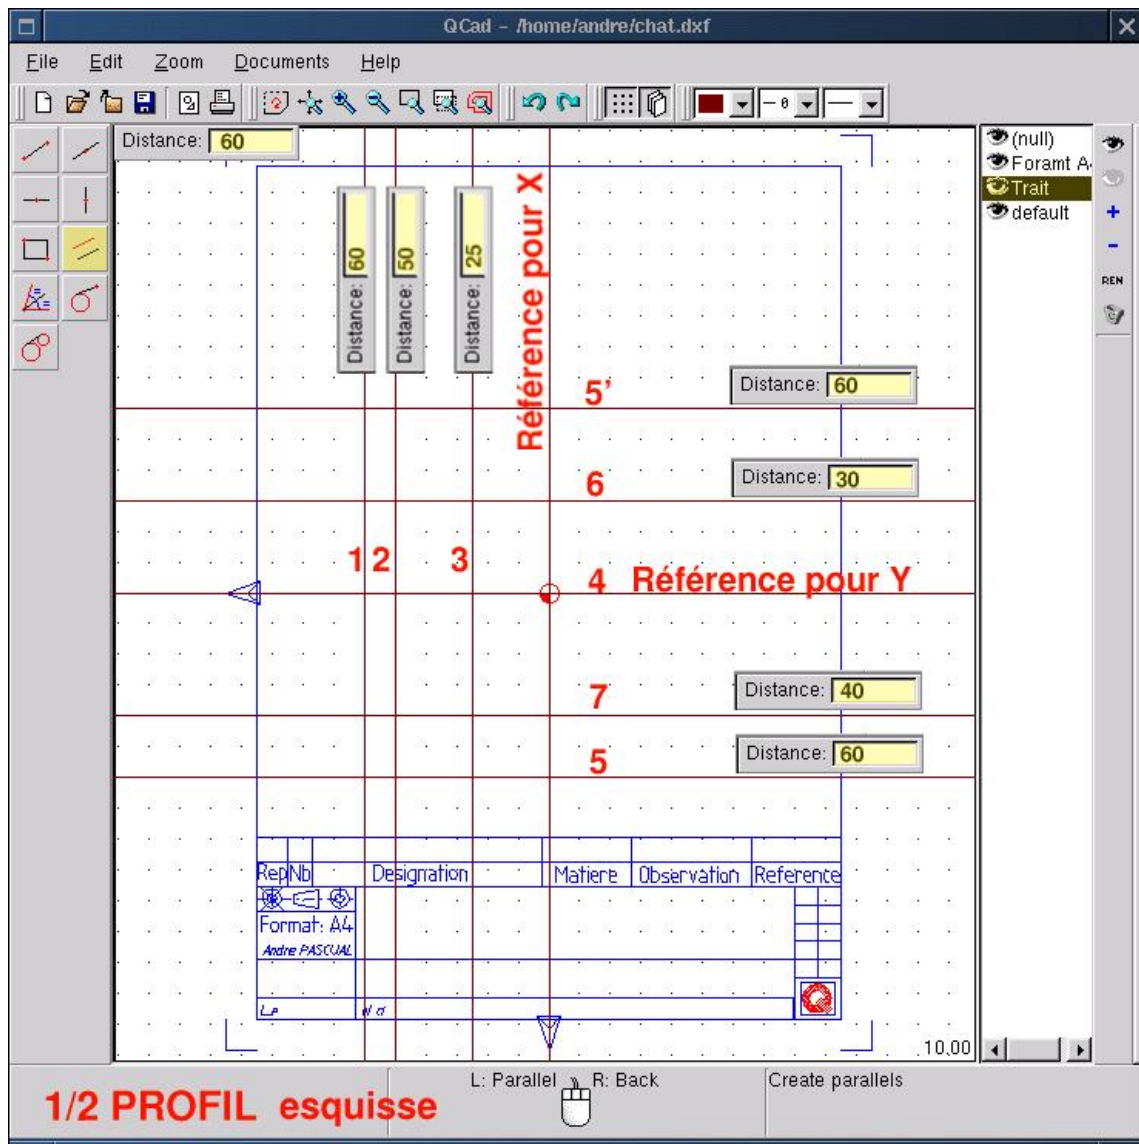 QCad - /home/andre/chat.dxf
File Edit Zoom Documents Help
- 0
Distance: 60
(null)
Foramt A
Trait
default
REN
Distance: 60
Distance: 50
Distance: 25
Référence pour X
5'
Distance: 60
6
Distance: 30
1 2 3
4 Référence pour Y
7
Distance: 40
5
Distance: 60
Rep Nb Designation Matiere Observation Reference
Format: A4
Andre PASCUAL
Le
10,00
L: Parallel R: Back
Create parallels
1/2 PROFIL esquisse